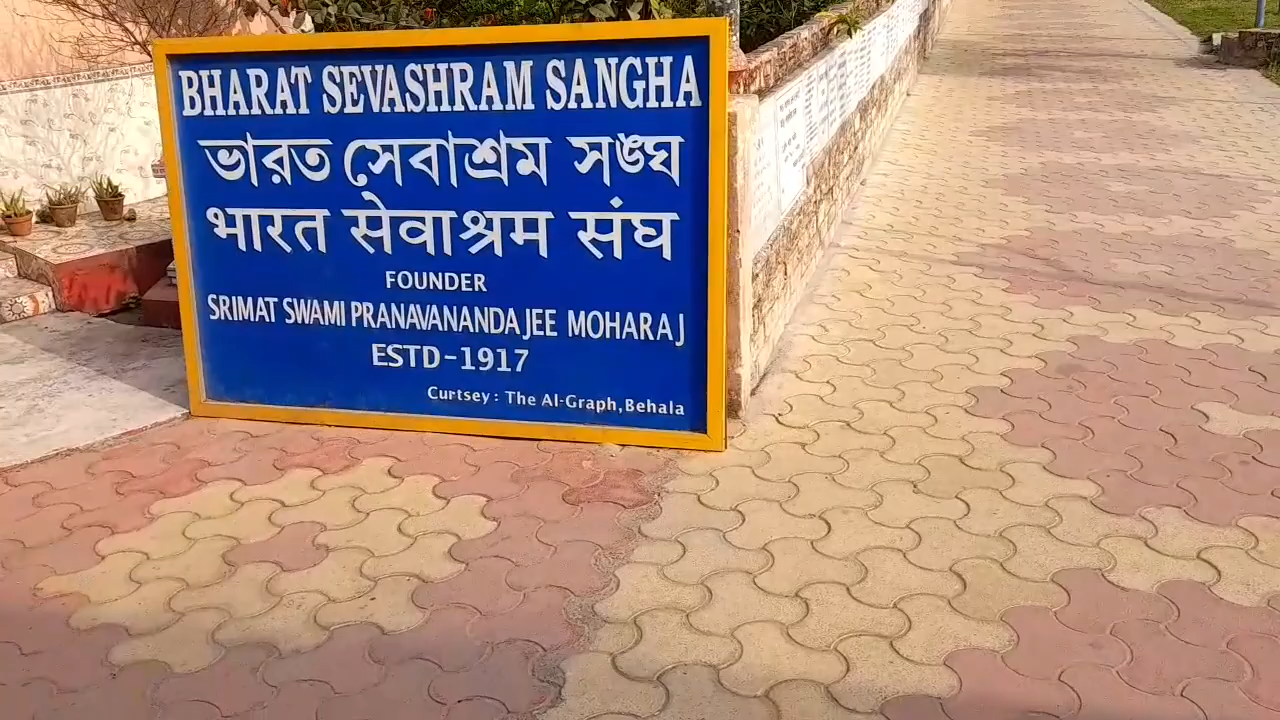 BHARAT SEVASHRAM SANGHA
ভারত সেবাশ্রম সঙ্ঘ
भारत सेवाश्रम संघ
FOUNDER
SRIMAT SWAMI PRANAVANANDA JEE MOHARAJ
ESTD-1917
Curtsey : The Al-Graph, Behala